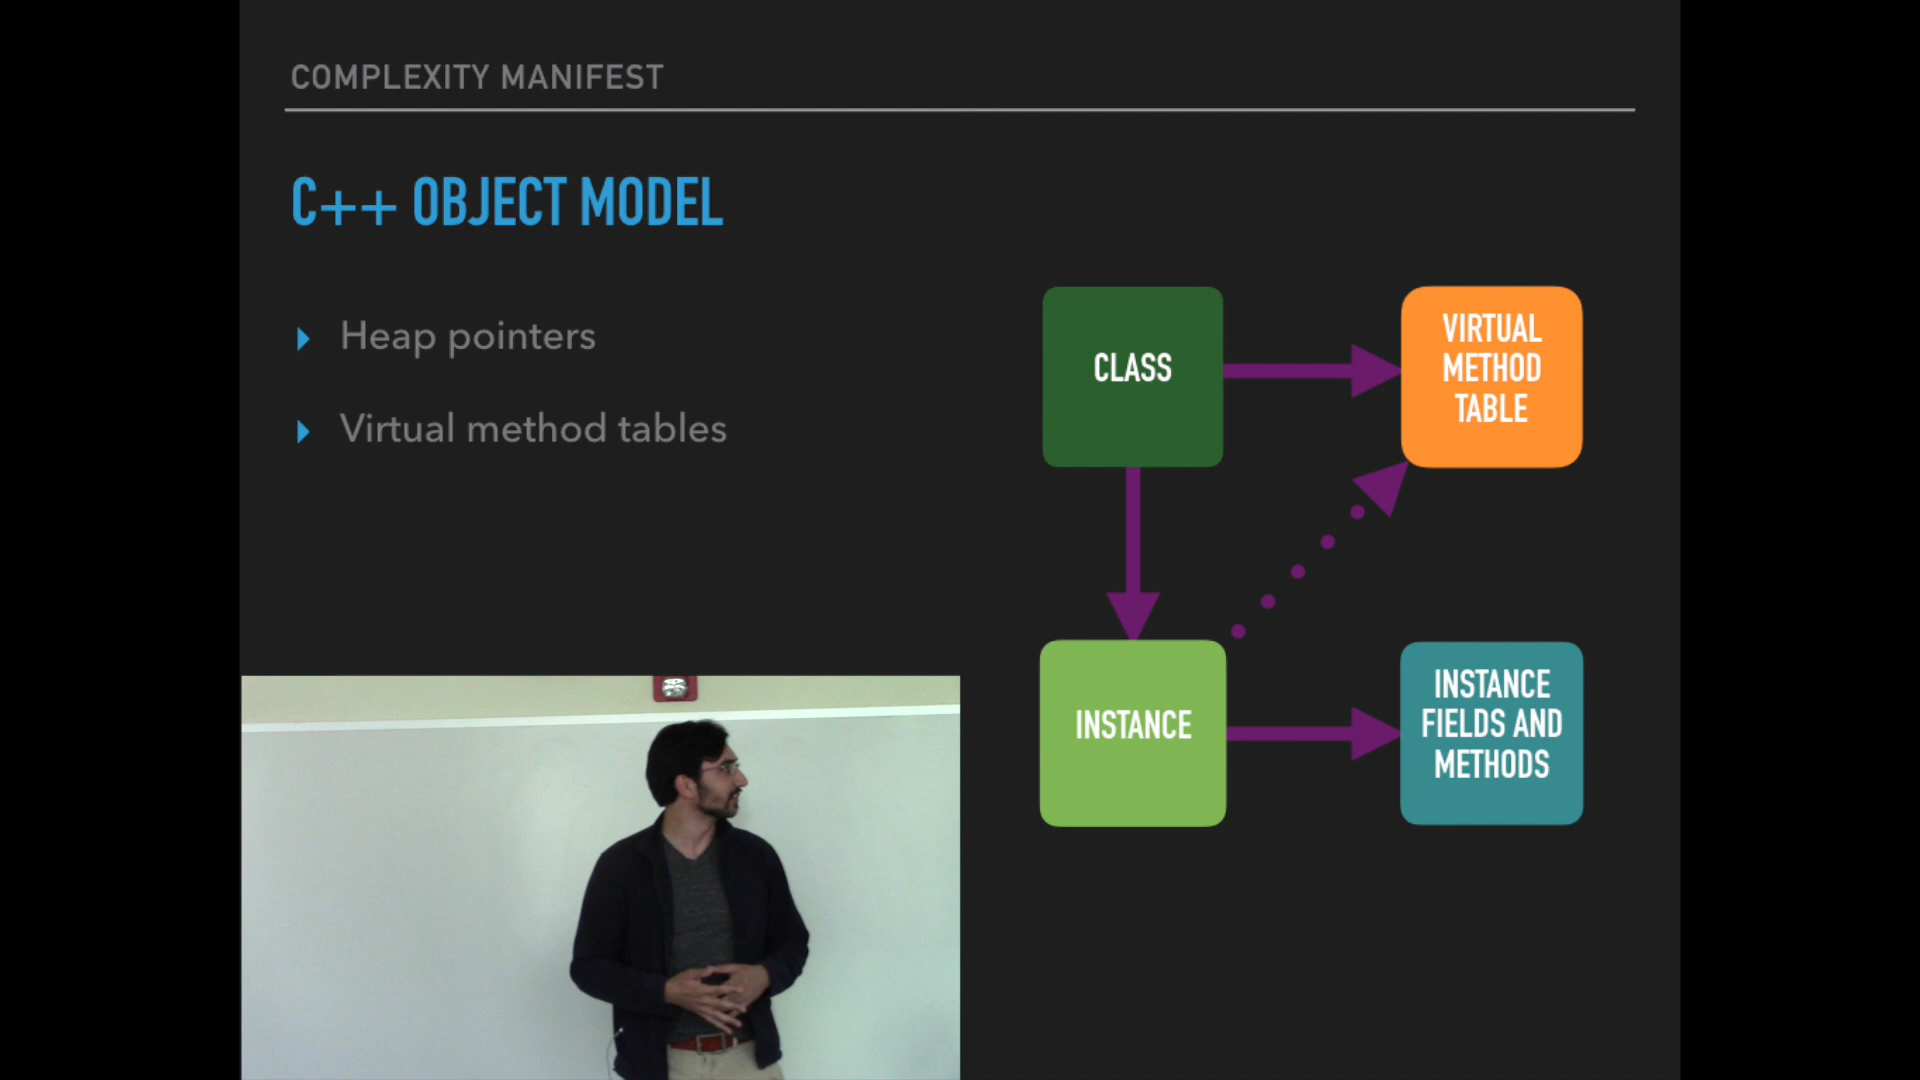 COMPLEXITY MANIFEST
C++ OBJECT MODEL
Heap pointers
Virtual method tables
CLASS
VIRTUAL
METHOD
TABLE
INSTANCE
INSTANCE
FIELDS AND
METHODS